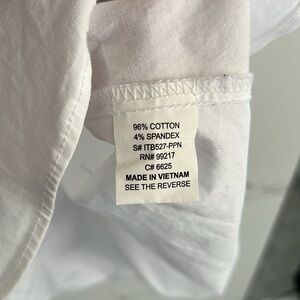 96% COTTON
4% SPANDEX
S# ITB527-PPN
RN# 99217
C# 6625
MADE IN VIETNAM
SEE THE REVERSE